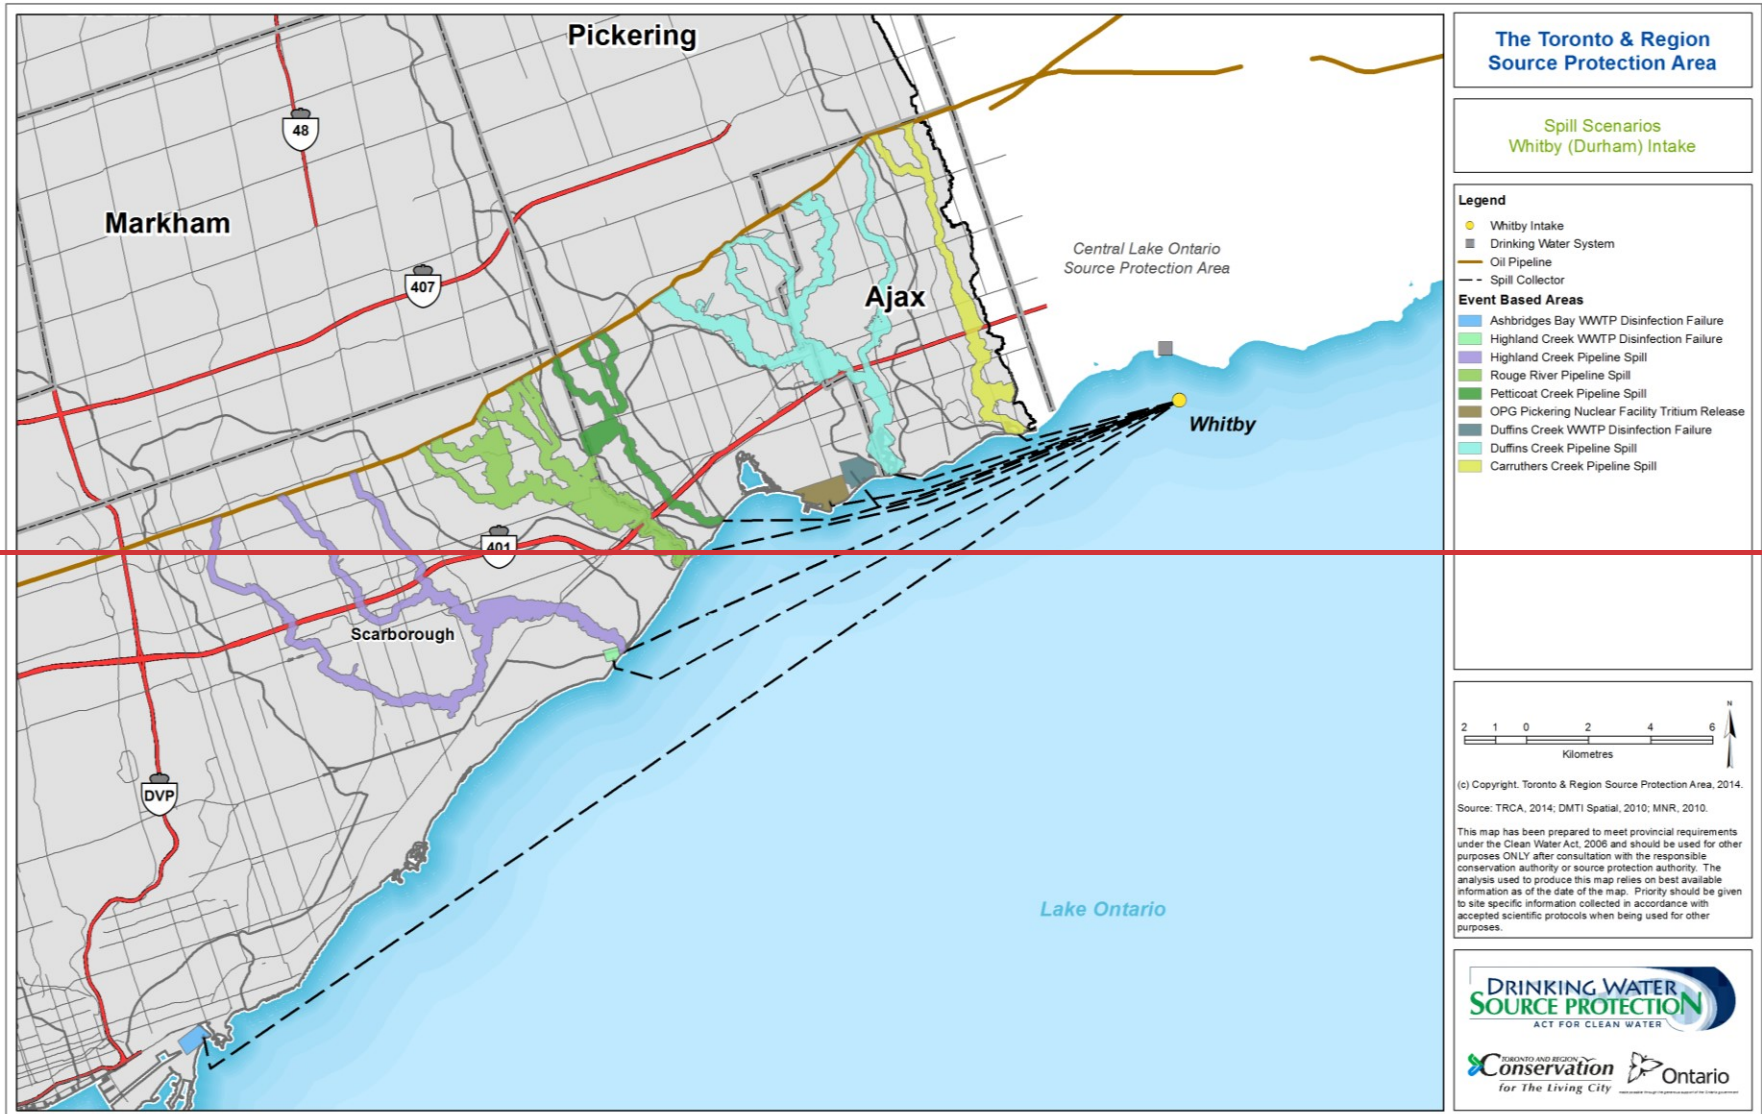 Pickering
48
Markham
407
Ajax
Central Lake Ontario
Source Protection Area
Whitby
401
Scarborough
DVP
Lake Ontario
The Toronto & Region
Source Protection Area
Spill Scenarios
Whitby (Durham) Intake
Legend
Whitby Intake
Drinking Water System
Oil Pipeline
Spill Collector
Event Based Areas
Ashbridges Bay WWTP Disinfection Failure
Highland Creek WWTP Disinfection Failure
Highland Creek Pipeline Spill
Rouge River Pipeline Spill
Petticoat Creek Pipeline Spill
OPG Pickering Nuclear Facility Tritium Release
Duffins Creek WWTP Disinfection Failure
Duffins Creek Pipeline Spill
Carruthers Creek Pipeline Spill
N
2 1 0 2 4 6
Kilometres
(c) Copyright. Toronto & Region Source Protection Area, 2014.
Source: TRCA, 2014; DMTI Spatial, 2010; MNR, 2010.
This map has been prepared to meet provincial requirements
under the Clean Water Act, 2006 and should be used for other
purposes ONLY after consultation with the responsible
conservation authority or source protection authority. The
analysis used to produce this map relies on best available
information as of the date of the map. Priority should be given
to site specific information collected in accordance with
accepted scientific protocols when being used for other
purposes.
DRINKING WATER
SOURCE PROTECTION
ACT FOR CLEAN WATER
TORONTO AND REGION
Conservation
for The Living City
Ontario